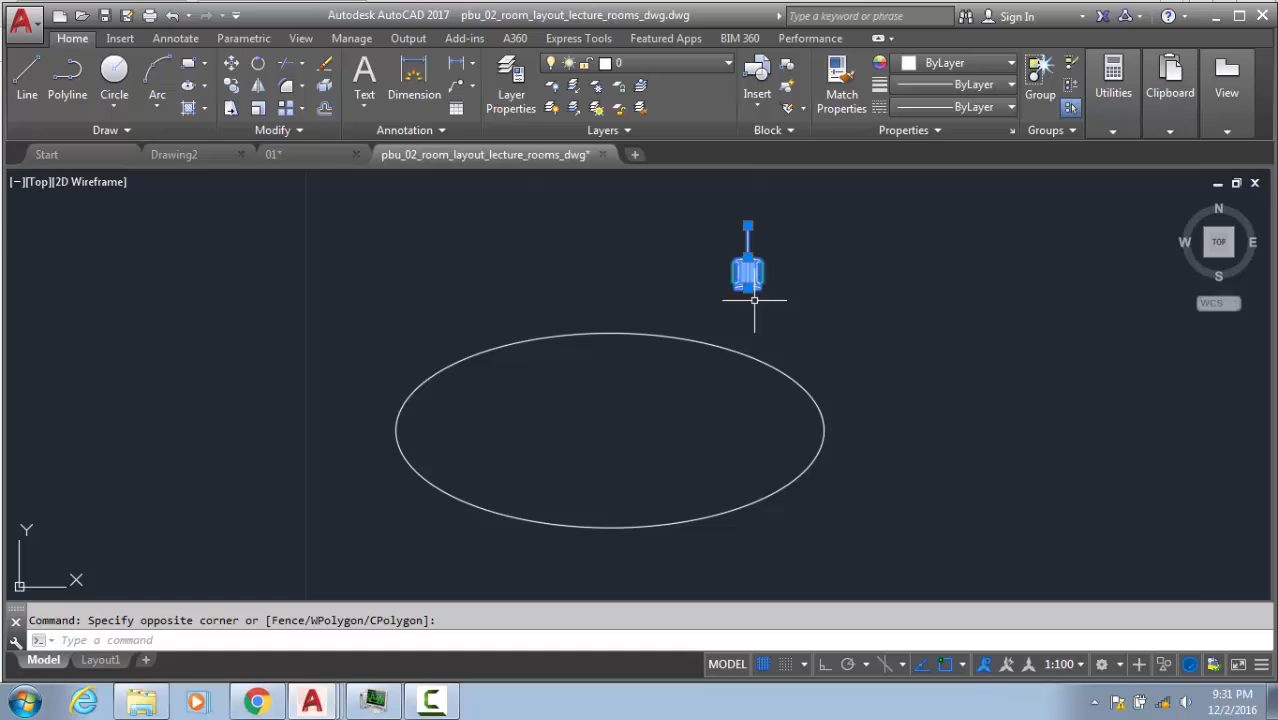 Autodesk AutoCAD 2017 pbu_02_room_layout_lecture_rooms_dwg.dwg
Type a keyword or phrase
Sign In
Home Insert Annotate Parametric View Manage Output Add-ins A360 Express Tools Featured Apps BIM 360 Performance
Line Polyline Circle Arc
Text Dimension
Layer Properties
0
Insert
Match Properties
ByLayer
ByLayer
ByLayer
Group
Utilities
Clipboard
View
Draw Modify Annotation Layers Block Properties Groups
Start Drawing2 01* pbu_02_room_layout_lecture_rooms_dwg*
[−][Top][2D Wireframe]
N
W TOP E
S
WCS
Y
X
Command: Specify opposite corner or [Fence/WPolygon/CPolygon]:
Type a command
Model Layout1
MODEL 1:100
9:31 PM
12/2/2016